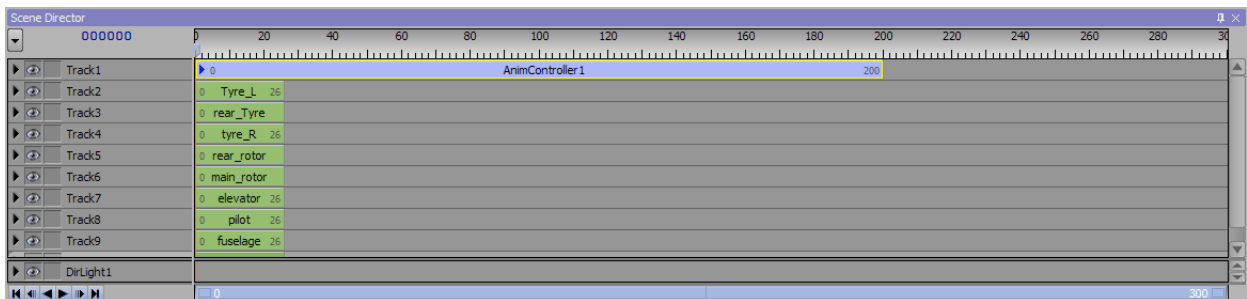 Scene Director
000000 0 20 40 60 80 100 120 140 160 180 200 220 240 260 280 30
Track1 0 AnimController1 200
Track2 0 Tyre_L 26
Track3 0 rear_Tyre
Track4 0 tyre_R 26
Track5 0 rear_rotor
Track6 0 main_rotor
Track7 0 elevator 26
Track8 0 pilot 26
Track9 0 fuselage 26
DirLight1
0 300